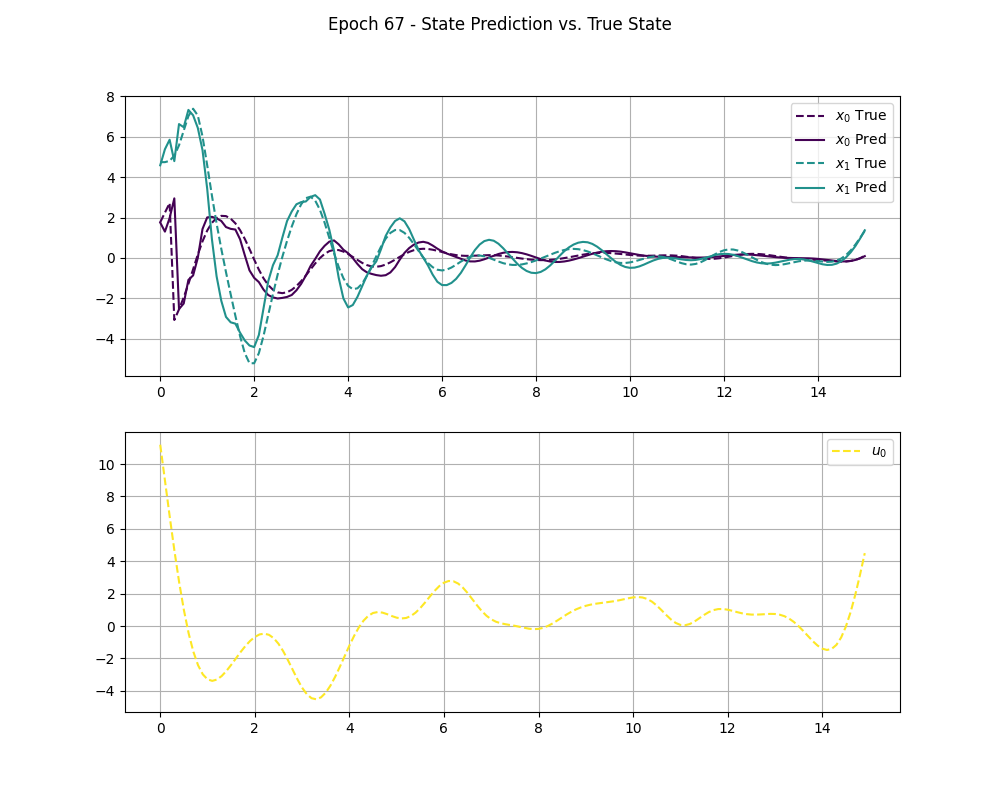 Epoch 67 - State Prediction vs. True State
8
6
4
2
0
−2
−4
x₀ True
x₀ Pred
x₁ True
x₁ Pred
0 2 4 6 8 10 12 14
10
8
6
4
2
0
−2
−4
u₀
0 2 4 6 8 10 12 14